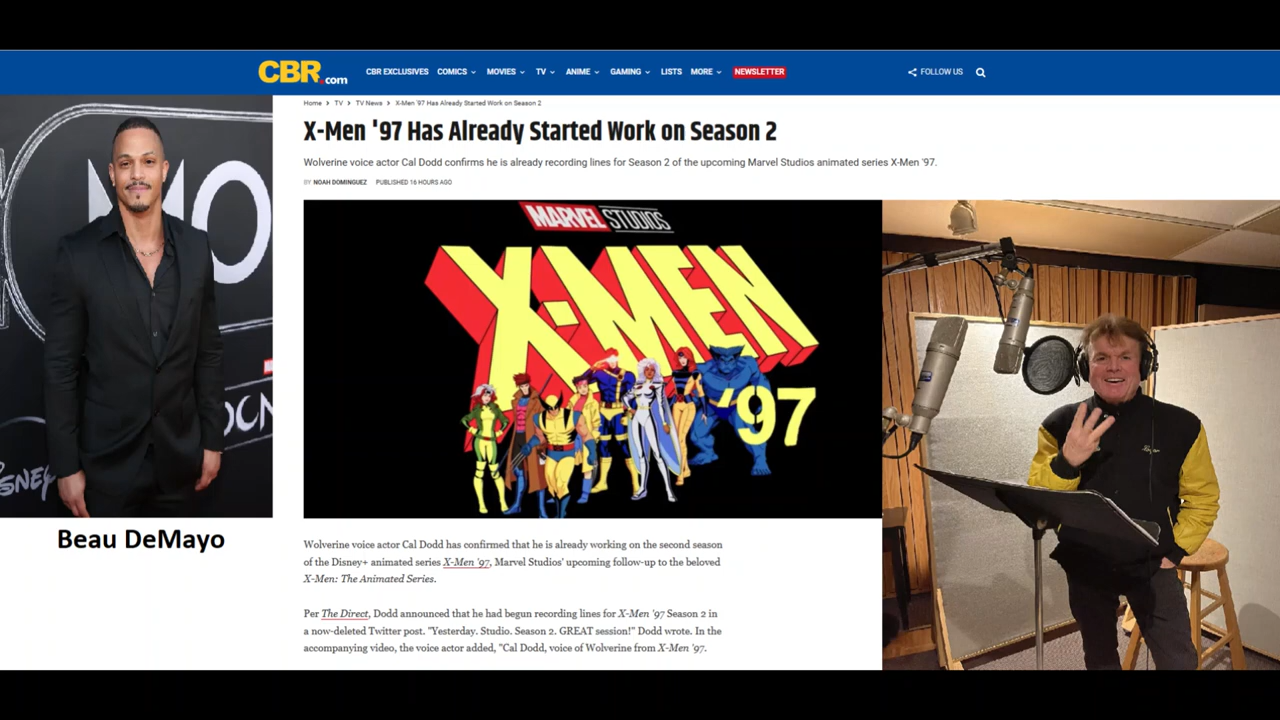 CBR.com
CBR EXCLUSIVES COMICS MOVIES TV ANIME GAMING LISTS MORE NEWSLETTER FOLLOW US
Home > TV > TV News > X-Men '97 Has Already Started Work on Season 2
X-Men '97 Has Already Started Work on Season 2
Wolverine voice actor Cal Dodd confirms he is already recording lines for Season 2 of the upcoming Marvel Studios animated series X-Men '97.
BY NOAH DOMINGUEZ PUBLISHED 16 HOURS AGO
MO
DISNEY
Beau DeMayo
MARVEL STUDIOS
X-MEN
'97
Wolverine voice actor Cal Dodd has confirmed that he is already working on the second season
of the Disney+ animated series X-Men '97, Marvel Studios' upcoming follow-up to the beloved
X-Men: The Animated Series.
Per The Direct, Dodd announced that he had begun recording lines for X-Men '97 Season 2 in
a now-deleted Twitter post. "Yesterday. Studio. Season 2. GREAT session!" Dodd wrote. In the
accompanying video, the voice actor added, "Cal Dodd, voice of Wolverine from X-Men '97.